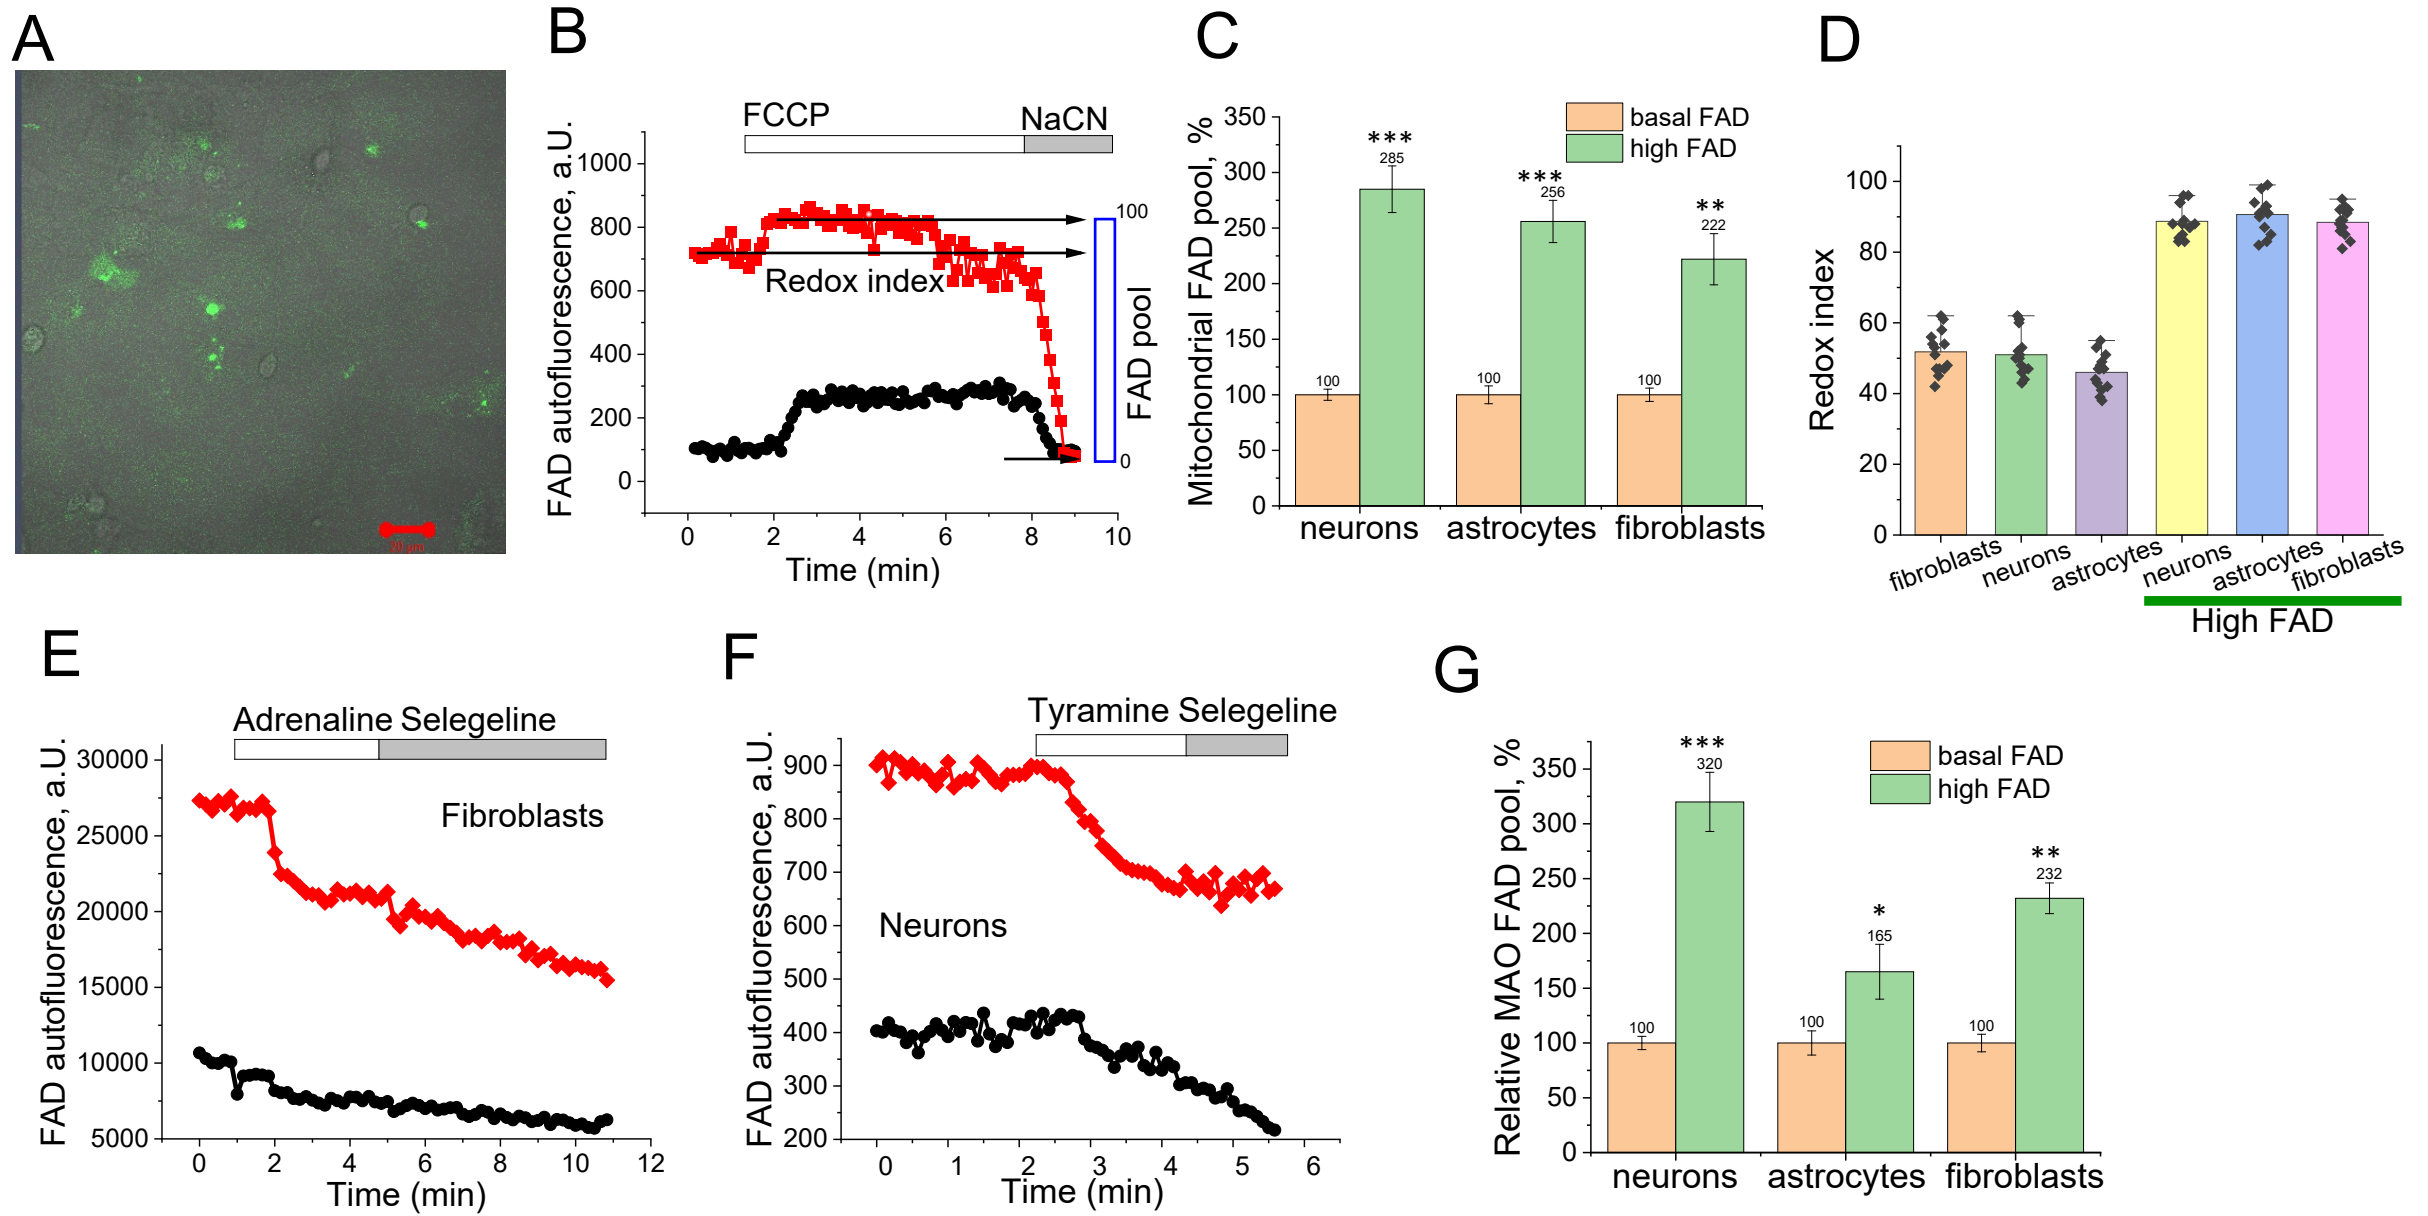 A
20 µm
B
FCCP
NaCN
FAD autofluorescence, a.U.
1000
800
600
400
200
0
Redox index
100
0
FAD pool
0 2 4 6 8 10
Time (min)
C
Mitochondrial FAD pool, %
350
300
250
200
150
100
50
0
basal FAD
high FAD
***
285
***
256
**
222
100
100
100
neurons astrocytes fibroblasts
D
Redox index
100
80
60
40
20
0
fibroblasts neurons astrocytes neurons astrocytes fibroblasts
High FAD
E
Adrenaline Selegeline
FAD autofluorescence, a.U.
30000
25000
20000
15000
10000
5000
Fibroblasts
0 2 4 6 8 10 12
Time (min)
F
Tyramine Selegeline
FAD autofluorescence, a.U.
900
800
700
600
500
400
300
200
Neurons
0 1 2 3 4 5 6
Time (min)
G
Relative MAO FAD pool, %
350
300
250
200
150
100
50
0
basal FAD
high FAD
***
320
*
165
**
232
100
100
100
neurons astrocytes fibroblasts